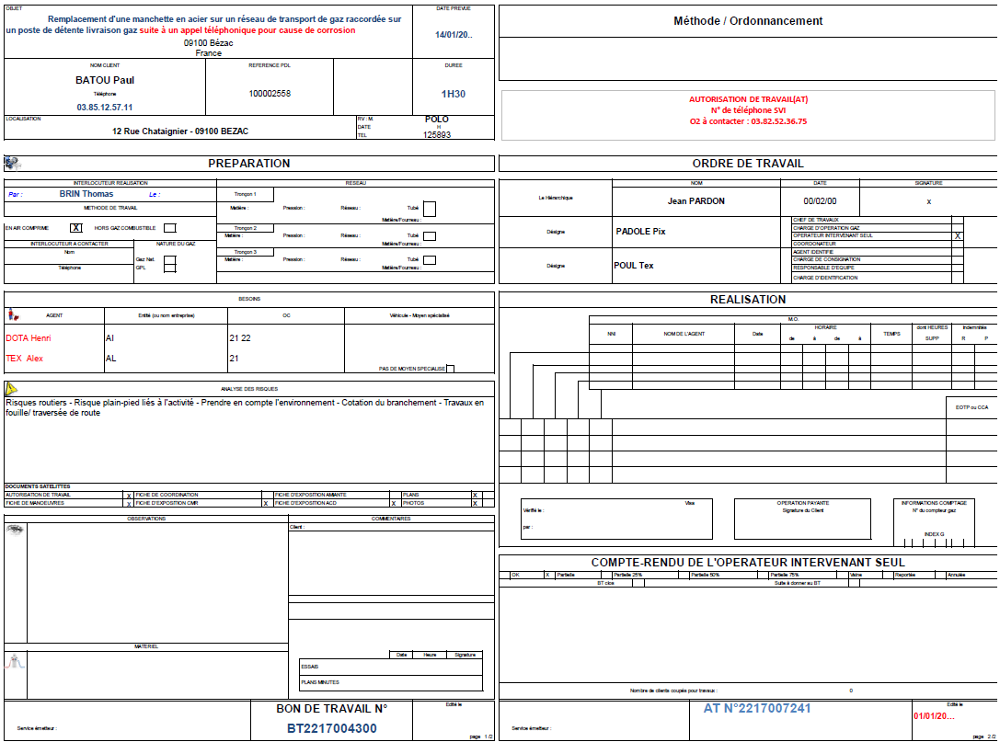 OBJET
DATE PREVUE
Remplacement d'une manchette en acier sur un réseau de transport de gaz raccordée sur
un poste de détente livraison gaz suite à un appel téléphonique pour cause de corrosion
09100 Bézac
France
14/01/20..
NOM CLIENT
REFERENCE PDL
DUREE
BATOU Paul
Téléphone
03.85.12.57.11
100002558
1H30
LOCALISATION
12 Rue Chataignier - 09100 BEZAC
RV : M. POLO
DATE H
TEL 125893
PREPARATION
INTERLOCUTEUR REALISATION
RESEAU
Par : BRIN Thomas Le :
METHODE DE TRAVAIL
EN AIR COMPRIME X HORS GAZ COMBUSTIBLE
INTERLOCUTEUR A CONTACTER
NATURE DU GAZ
Nom
Téléphone
Gaz Nat.
GPL
Tronçon 1
Matière : Pression : Réseau : Tubé
Matière/Fourreau :
Tronçon 2
Matière : Pression : Réseau : Tubé
Matière/Fourreau :
Tronçon 3
Matière : Pression : Réseau : Tubé
Matière/Fourreau :
BESOINS
AGENT
Entité (ou nom entreprise)
OC
Véhicule - Moyen spécialisé
DOTA Henri AI 21 22
TEX Alex AL 21
PAS DE MOYEN SPECIALISE
ANALYSE DES RISQUES
Risques routiers - Risque plain-pied liés à l'activité - Prendre en compte l'environnement - Cotation du branchement - Travaux en
fouille/ traversée de route
DOCUMENTS SATELITTES
AUTORISATION DE TRAVAIL X FICHE DE COORDINATION FICHE D'EXPOSITION AMIANTE PLANS X
FICHE DE MANOEUVRES X FICHE D'EXPOSITION CMR X FICHE D'EXPOSITION ACD X PHOTOS X
OBSERVATIONS
COMMENTAIRES
Client :
MATERIEL
Date Heure Signature
ESSAIS
PLANS MINUTES
Service émetteur :
BON DE TRAVAIL N°
BT2217004300
Edité le
page 1 /2
Méthode / Ordonnancement
AUTORISATION DE TRAVAIL(AT)
N° de téléphone SVI
O2 à contacter : 03.82.52.36.75
ORDRE DE TRAVAIL
NOM DATE SIGNATURE
Le Hiérarchique Jean PARDON 00/02/00 x
Désigne PADOLE Pix
CHEF DE TRAVAUX
CHARGE D'OPERATION GAZ
OPERATEUR INTERVENANT SEUL X
COORDONATEUR
Désigne POUL Tex
AGENT IDENTIFIE
CHARGE DE CONSIGNATION
RESPONSABLE D'EQUIPE
CHARGE D'IDENTIFICATION
REALISATION
M.O.
NNI NOM DE L'AGENT Date HORAIRE TEMPS dont HEURES Indemnités
de à de à SUPP R P
EOTP ou CCA
Vérifié le : Visa
par :
OPERATION PAYANTE
Signature du Client
INFORMATIONS COMPTAGE
N° du compteur gaz
INDEX G
COMPTE-RENDU DE L'OPERATEUR INTERVENANT SEUL
OK X Partielle Partielle 25% Partielle 50% Partielle 75% Vaine Reportée Annulée
BT clos Suite à donner au BT
Nombre de clients coupés pour travaux : 0
Service émetteur :
AT N°2217007241
Edité le
01/01/20...
page 2 /2